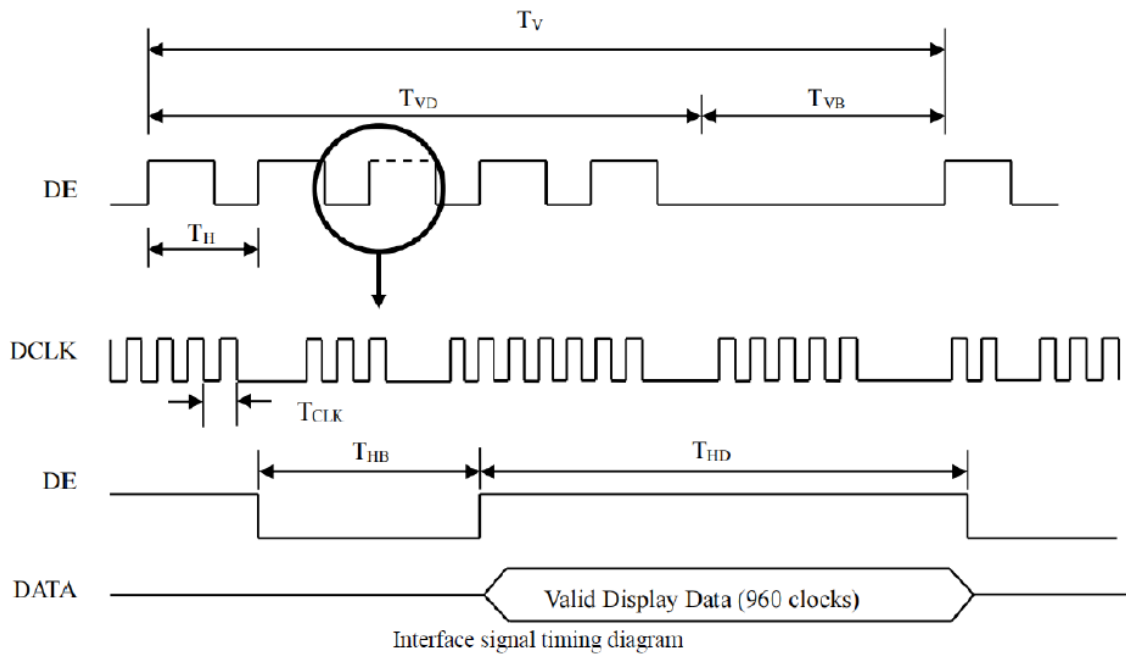 TV
TVD
TVB
DE
TH
DCLK
TCLK
THB
THD
DE
DATA
Valid Display Data (960 clocks)
Interface signal timing diagram